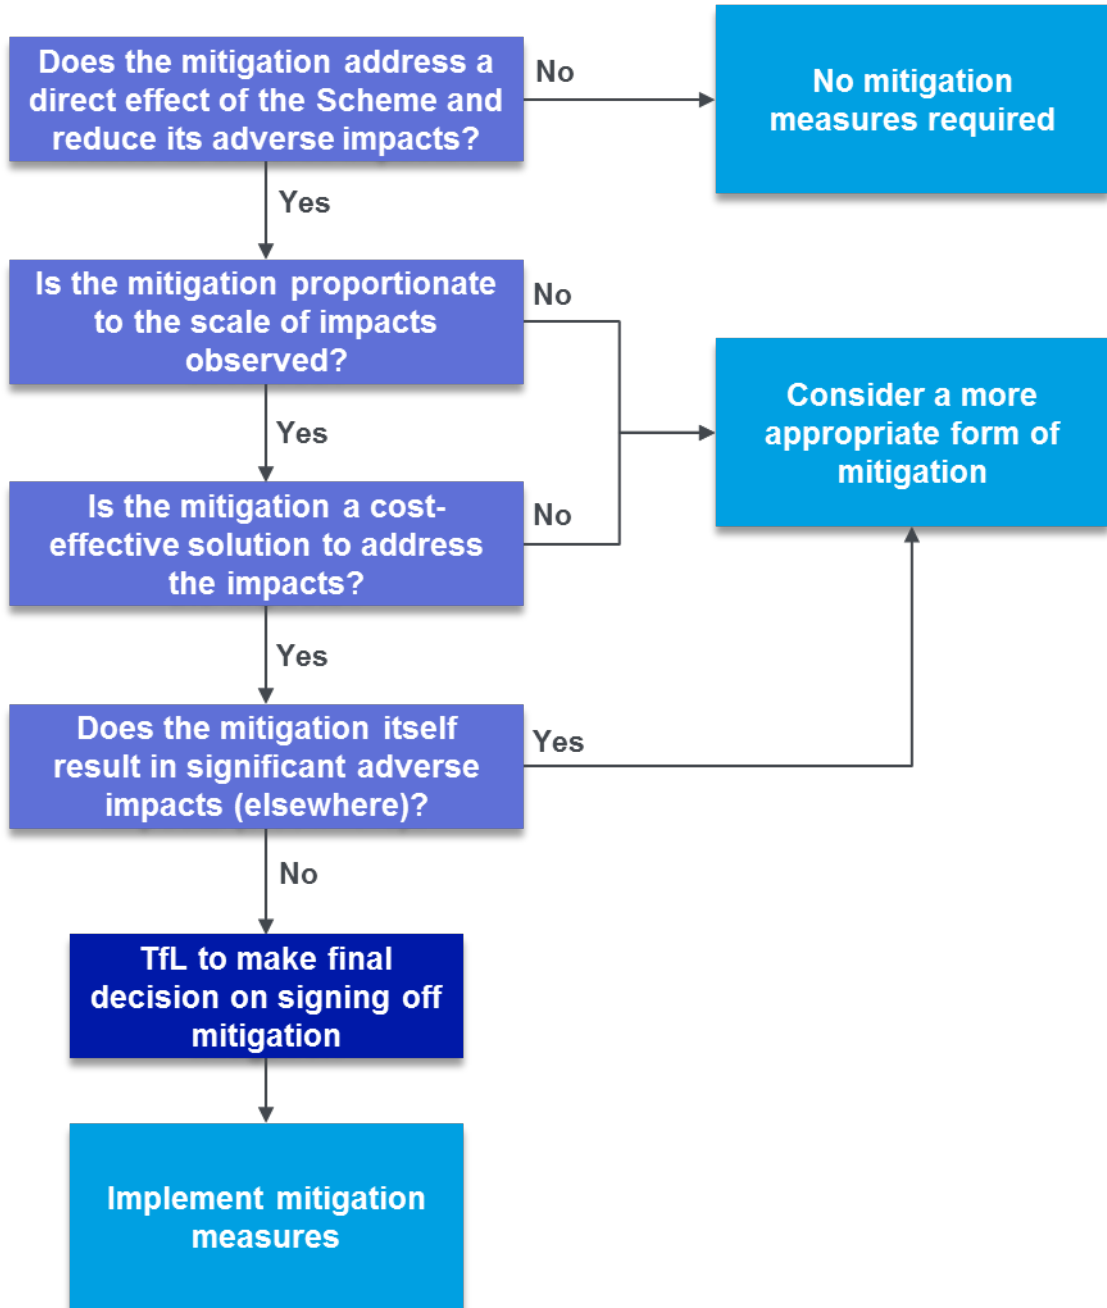 Does the mitigation address a
direct effect of the Scheme and
reduce its adverse impacts?
No
No mitigation
measures required
Yes
Is the mitigation proportionate
to the scale of impacts
observed?
No
Consider a more
appropriate form of
mitigation
Yes
Is the mitigation a cost-
effective solution to address
the impacts?
No
Yes
Does the mitigation itself
result in significant adverse
impacts (elsewhere)?
Yes
No
TfL to make final
decision on signing off
mitigation
Implement mitigation
measures